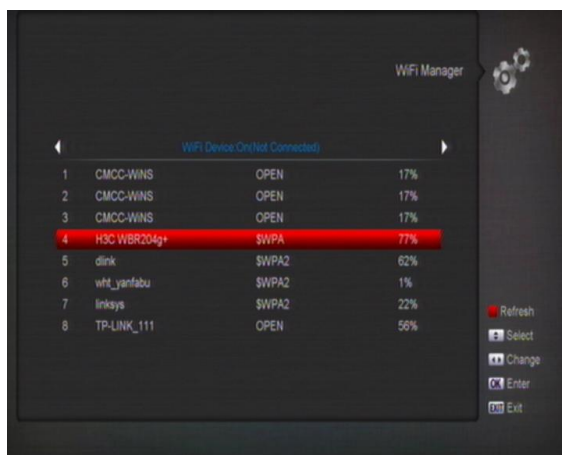 WiFi Manager
WiFi Device:On(Not Connected)
1 CMCC-WiNS OPEN 17%
2 CMCC-WiNS OPEN 17%
3 CMCC-WiNS OPEN 17%
4 H3C WBR204g+ $WPA 77%
5 dlink $WPA2 62%
6 wht_yanfabu $WPA2 1%
7 linksys $WPA2 22%
8 TP-LINK_111 OPEN 56%
Refresh
Select
Change
OK Enter
EXIT Exit